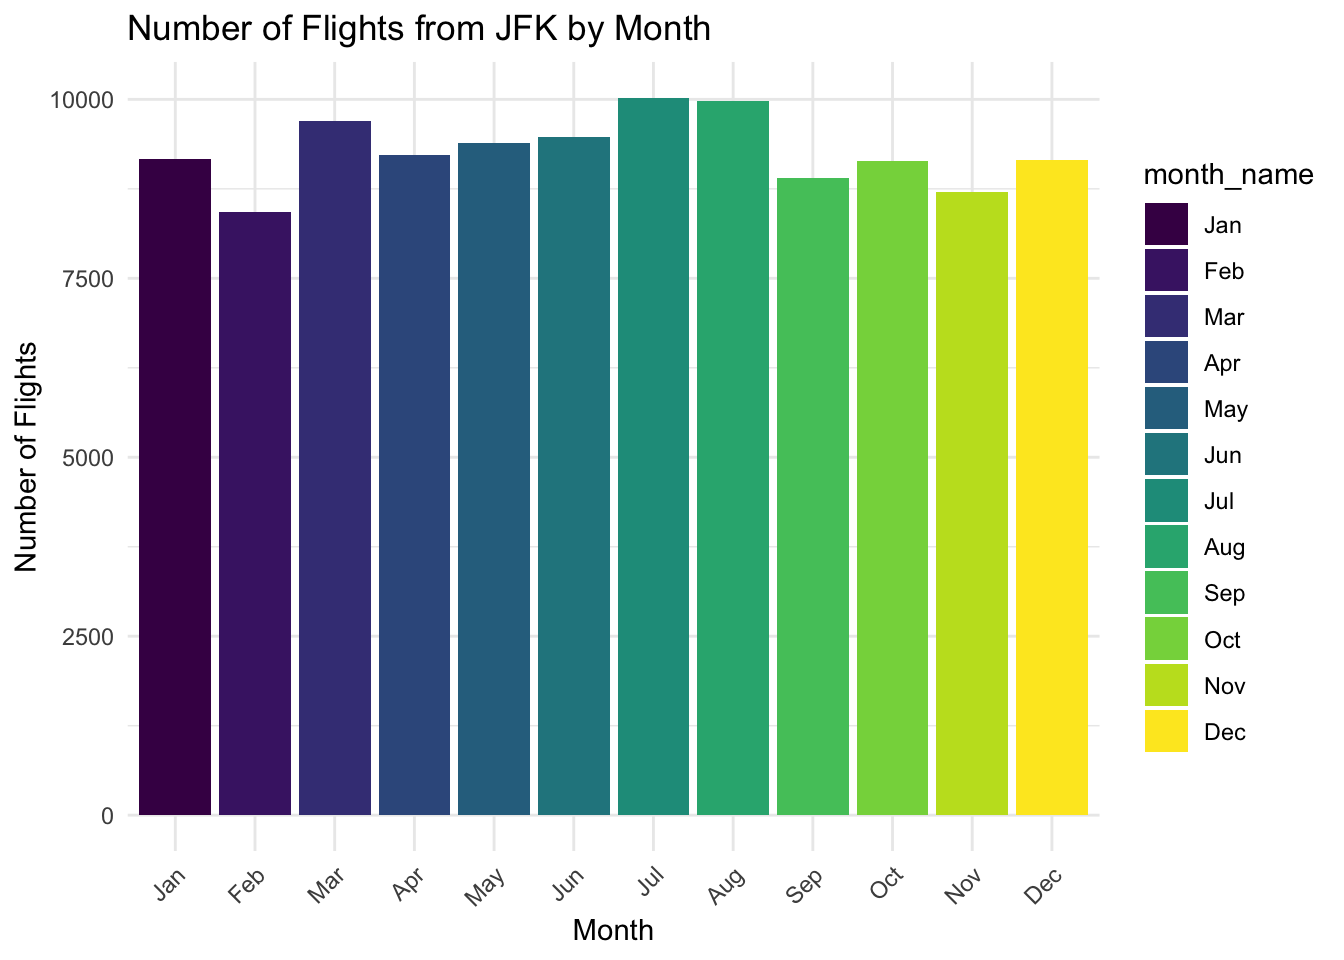 Number of Flights from JFK by Month
Number of Flights
10000
7500
5000
2500
0
Jan
Feb
Mar
Apr
May
Jun
Jul
Aug
Sep
Oct
Nov
Dec
Month
month_name
Jan
Feb
Mar
Apr
May
Jun
Jul
Aug
Sep
Oct
Nov
Dec